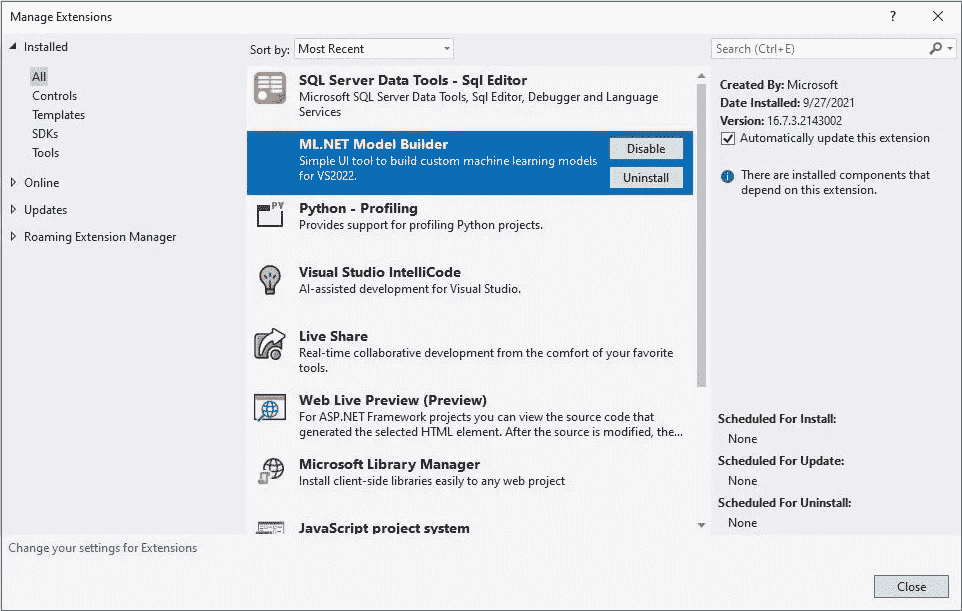 Manage Extensions
?
Installed
All
Controls
Templates
SDKs
Tools
Online
Updates
Roaming Extension Manager
Sort by: Most Recent
SQL Server Data Tools - Sql Editor
Microsoft SQL Server Data Tools, Sql Editor, Debugger and Language
Services
ML.NET Model Builder
Simple UI tool to build custom machine learning models
for VS2022.
Disable
Uninstall
PY
Python - Profiling
Provides support for profiling Python projects.
Visual Studio IntelliCode
AI-assisted development for Visual Studio.
Live Share
Real-time collaborative development from the comfort of your favorite
tools.
Web Live Preview (Preview)
For ASP.NET Framework projects you can view the source code that
generated the selected HTML element. After the source is modified, the...
Microsoft Library Manager
Install client-side libraries easily to any web project
JavaScript project system
Search (Ctrl+E)
Created By: Microsoft
Date Installed: 9/27/2021
Version: 16.7.3.2143002
Automatically update this extension
There are installed components that
depend on this extension.
Scheduled For Install:
None
Scheduled For Update:
None
Scheduled For Uninstall:
None
Change your settings for Extensions
Close